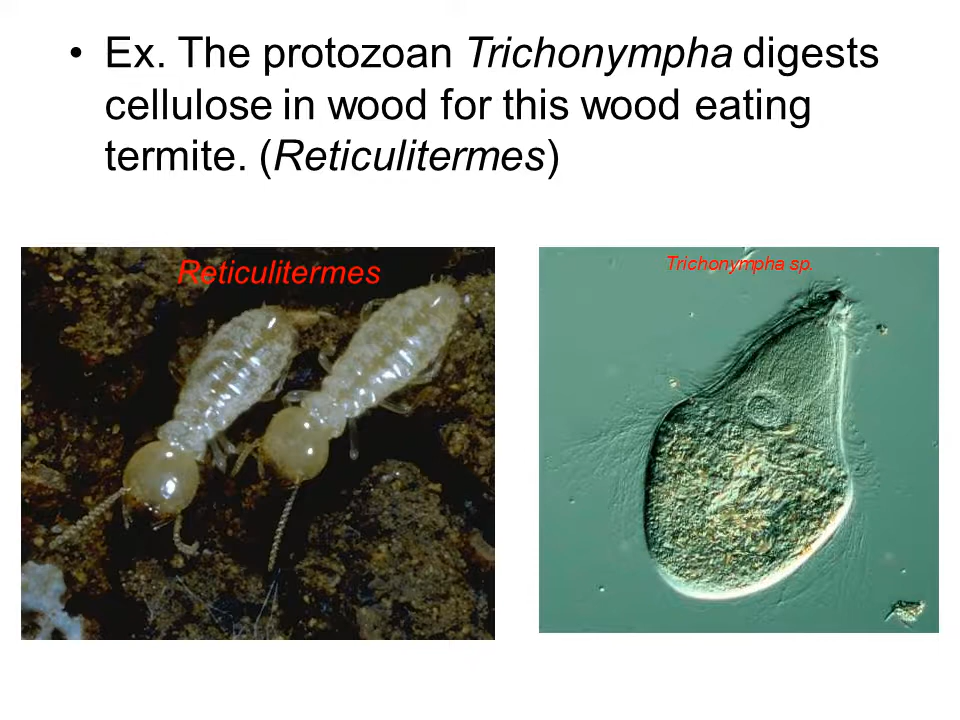 • Ex. The protozoan Trichonympha digests
cellulose in wood for this wood eating
termite. (Reticulitermes)
Reticulitermes
Trichonympha sp.